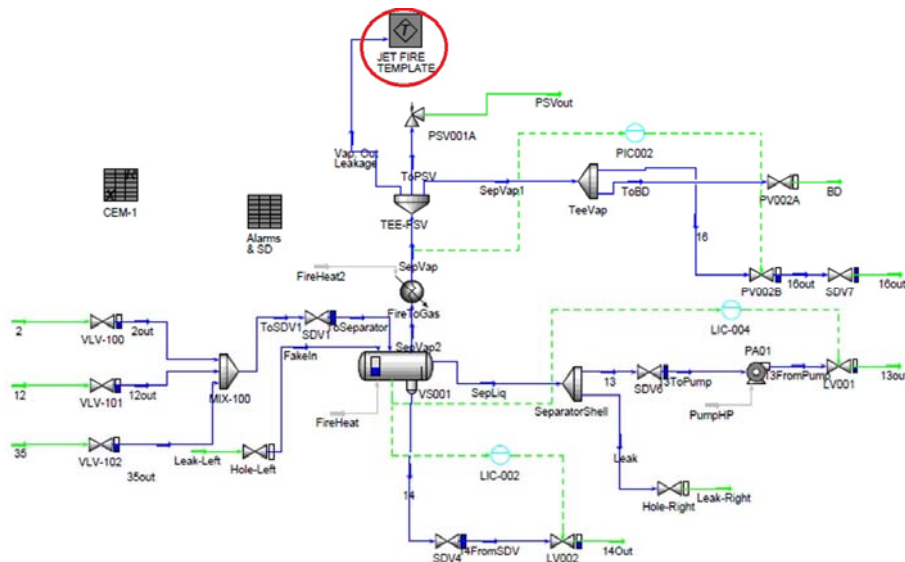 T
JET FIRE
TEMPLATE
PSVout
PSV001A
PIC002
Vap. Out
Leakage
ToPSV
SepVap1
ToBD
PV002A
BD
CEM-1
TEE-PSV
TeeVap
Alarms
& SD
16
SepVap
FireHeat2
PV002B
16out
SDV7
16out
FireToGas
2
VLV-100
2out
ToSDV1
SDV1
ToSeparator
SepVap2
LIC-004
FakeIn
PA01
12
VLV-101
12out
MIX-100
VS001
SepLiq
13
SDV6
13ToPump
13FromPump
LV001
13out
FireHeat
SeparatorShell
PumpHP
35
VLV-102
35out
Leak-Left
Hole-Left
Leak
LIC-002
14
Hole-Right
Leak-Right
SDV4
14FromSDV
LV002
14Out